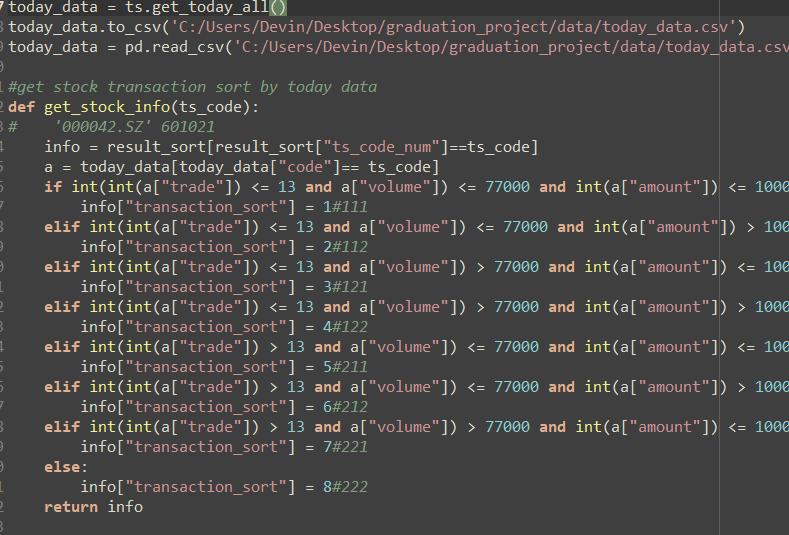 today_data = ts.get_today_all()
today_data.to_csv('C:/Users/Devin/Desktop/graduation_project/data/today_data.csv')
today_data = pd.read_csv('C:/Users/Devin/Desktop/graduation_project/data/today_data.csv
#get stock transaction sort by today data
def get_stock_info(ts_code):
#    '000042.SZ' 601021
    info = result_sort[result_sort["ts_code_num"]==ts_code]
    a = today_data[today_data["code"]== ts_code]
    if int(int(a["trade"]) <= 13 and a["volume"]) <= 77000 and int(a["amount"]) <= 1000
        info["transaction_sort"] = 1#111
    elif int(int(a["trade"]) <= 13 and a["volume"]) <= 77000 and int(a["amount"]) > 100
        info["transaction_sort"] = 2#112
    elif int(int(a["trade"]) <= 13 and a["volume"]) > 77000 and int(a["amount"]) <= 100
        info["transaction_sort"] = 3#121
    elif int(int(a["trade"]) <= 13 and a["volume"]) > 77000 and int(a["amount"]) > 1000
        info["transaction_sort"] = 4#122
    elif int(int(a["trade"]) > 13 and a["volume"]) <= 77000 and int(a["amount"]) <= 100
        info["transaction_sort"] = 5#211
    elif int(int(a["trade"]) > 13 and a["volume"]) <= 77000 and int(a["amount"]) > 1000
        info["transaction_sort"] = 6#212
    elif int(int(a["trade"]) > 13 and a["volume"]) > 77000 and int(a["amount"]) <= 1000
        info["transaction_sort"] = 7#221
    else:
        info["transaction_sort"] = 8#222
    return info